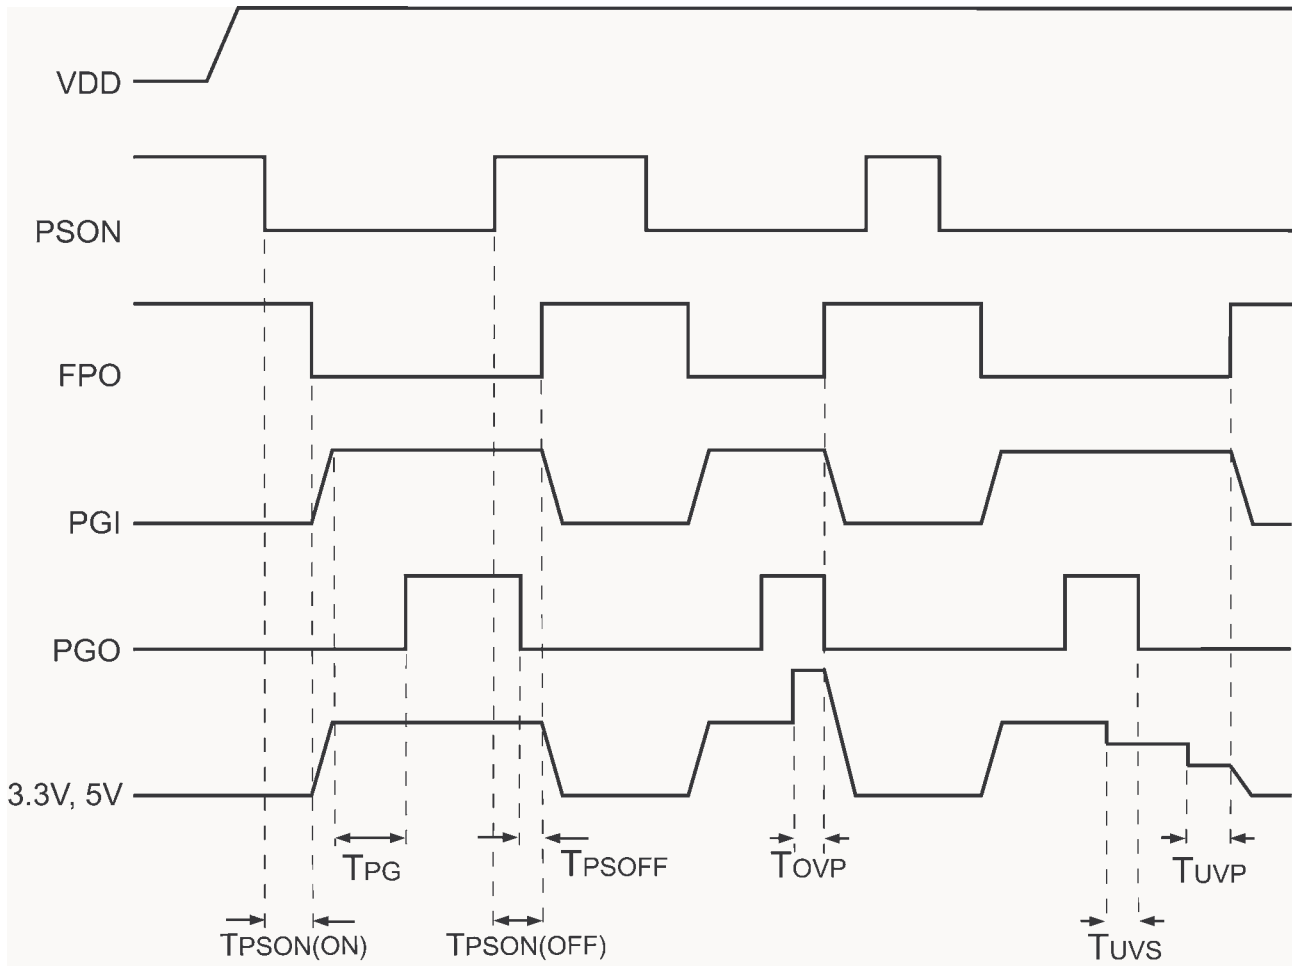 VDD
PSON
FPO
PGI
PGO
3.3V, 5V
TPG
TPSOFF
TOVP
TUVP
TPSON(ON)
TPSON(OFF)
TUVS